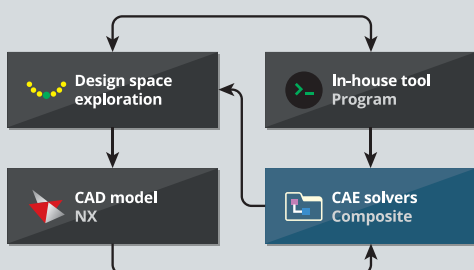 Design space
exploration
In-house tool
Program
CAD model
NX
CAE solvers
Composite